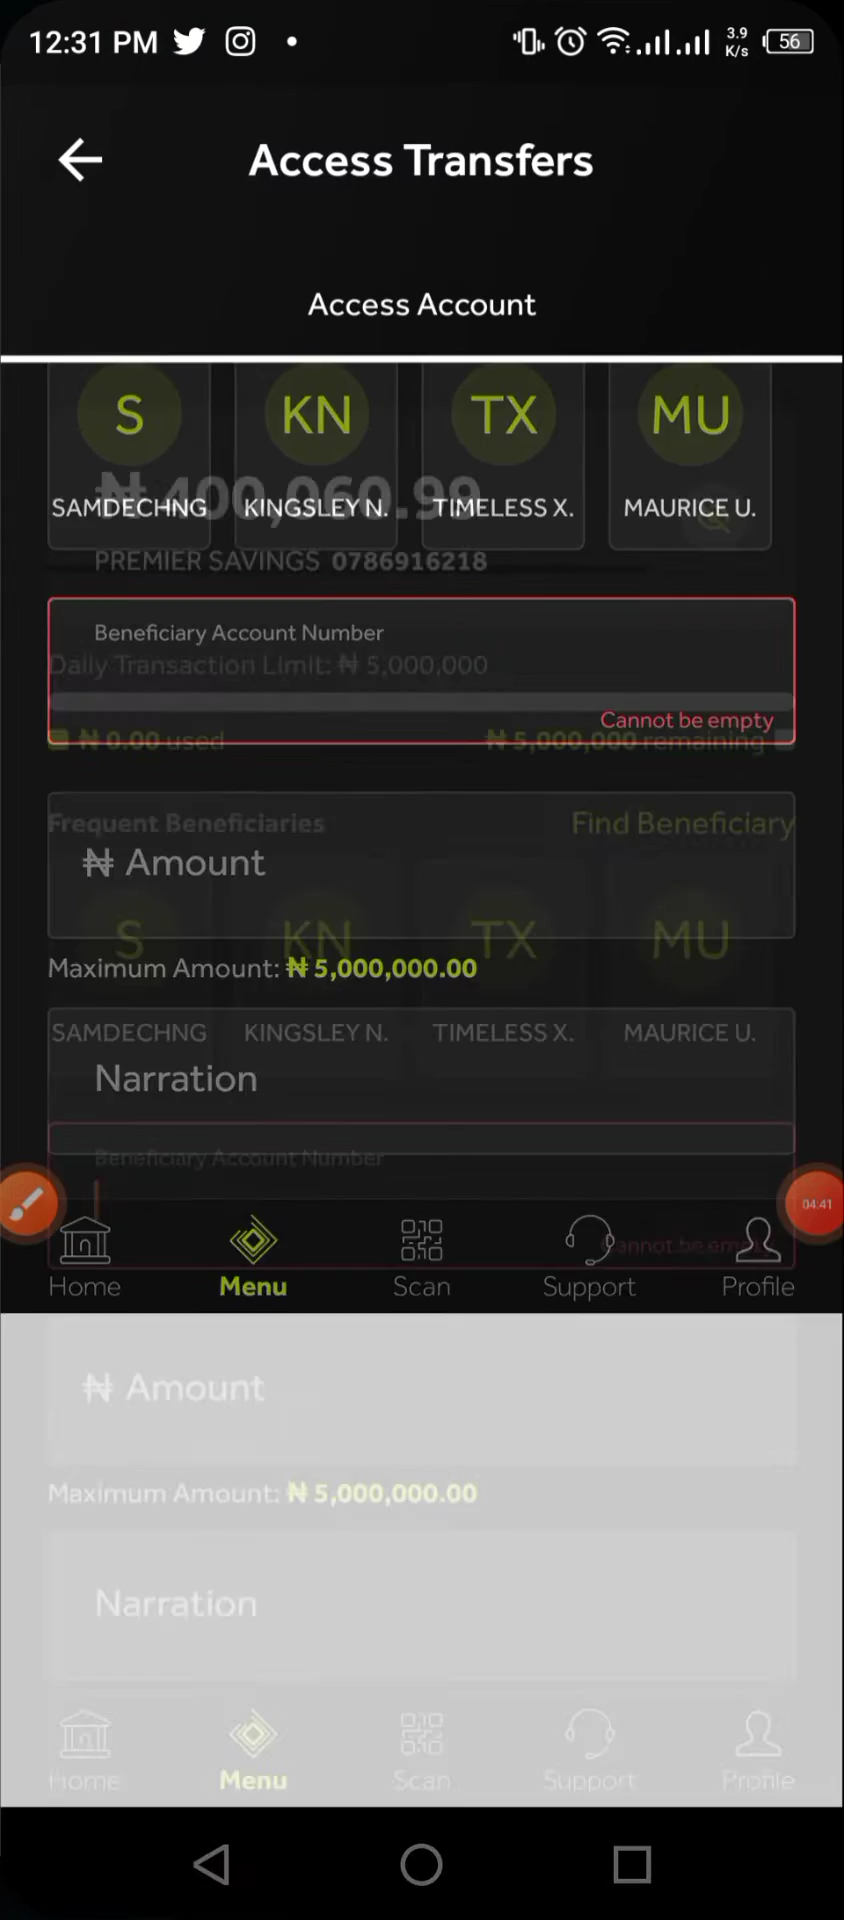 12:31 PM
3.9
K/s
56
Access Transfers
Access Account
S KN TX MU
₦ 400,060.99
SAMDECHNG KINGSLEY N. TIMELESS X. MAURICE U.
PREMIER SAVINGS 0786916218
Beneficiary Account Number
Daily Transaction Limit: ₦ 5,000,000
Cannot be empty
₦ 0.00 used ₦ 5,000,000 remaining
Frequent Beneficiaries Find Beneficiary
₦ Amount
S KN TX MU
Maximum Amount: ₦ 5,000,000.00
SAMDECHNG KINGSLEY N. TIMELESS X. MAURICE U.
Narration
Beneficiary Account Number
04:41
Cannot be empty
Home Menu Scan Support Profile
₦ Amount
Maximum Amount: ₦ 5,000,000.00
Narration
Home Menu Scan Support Profile